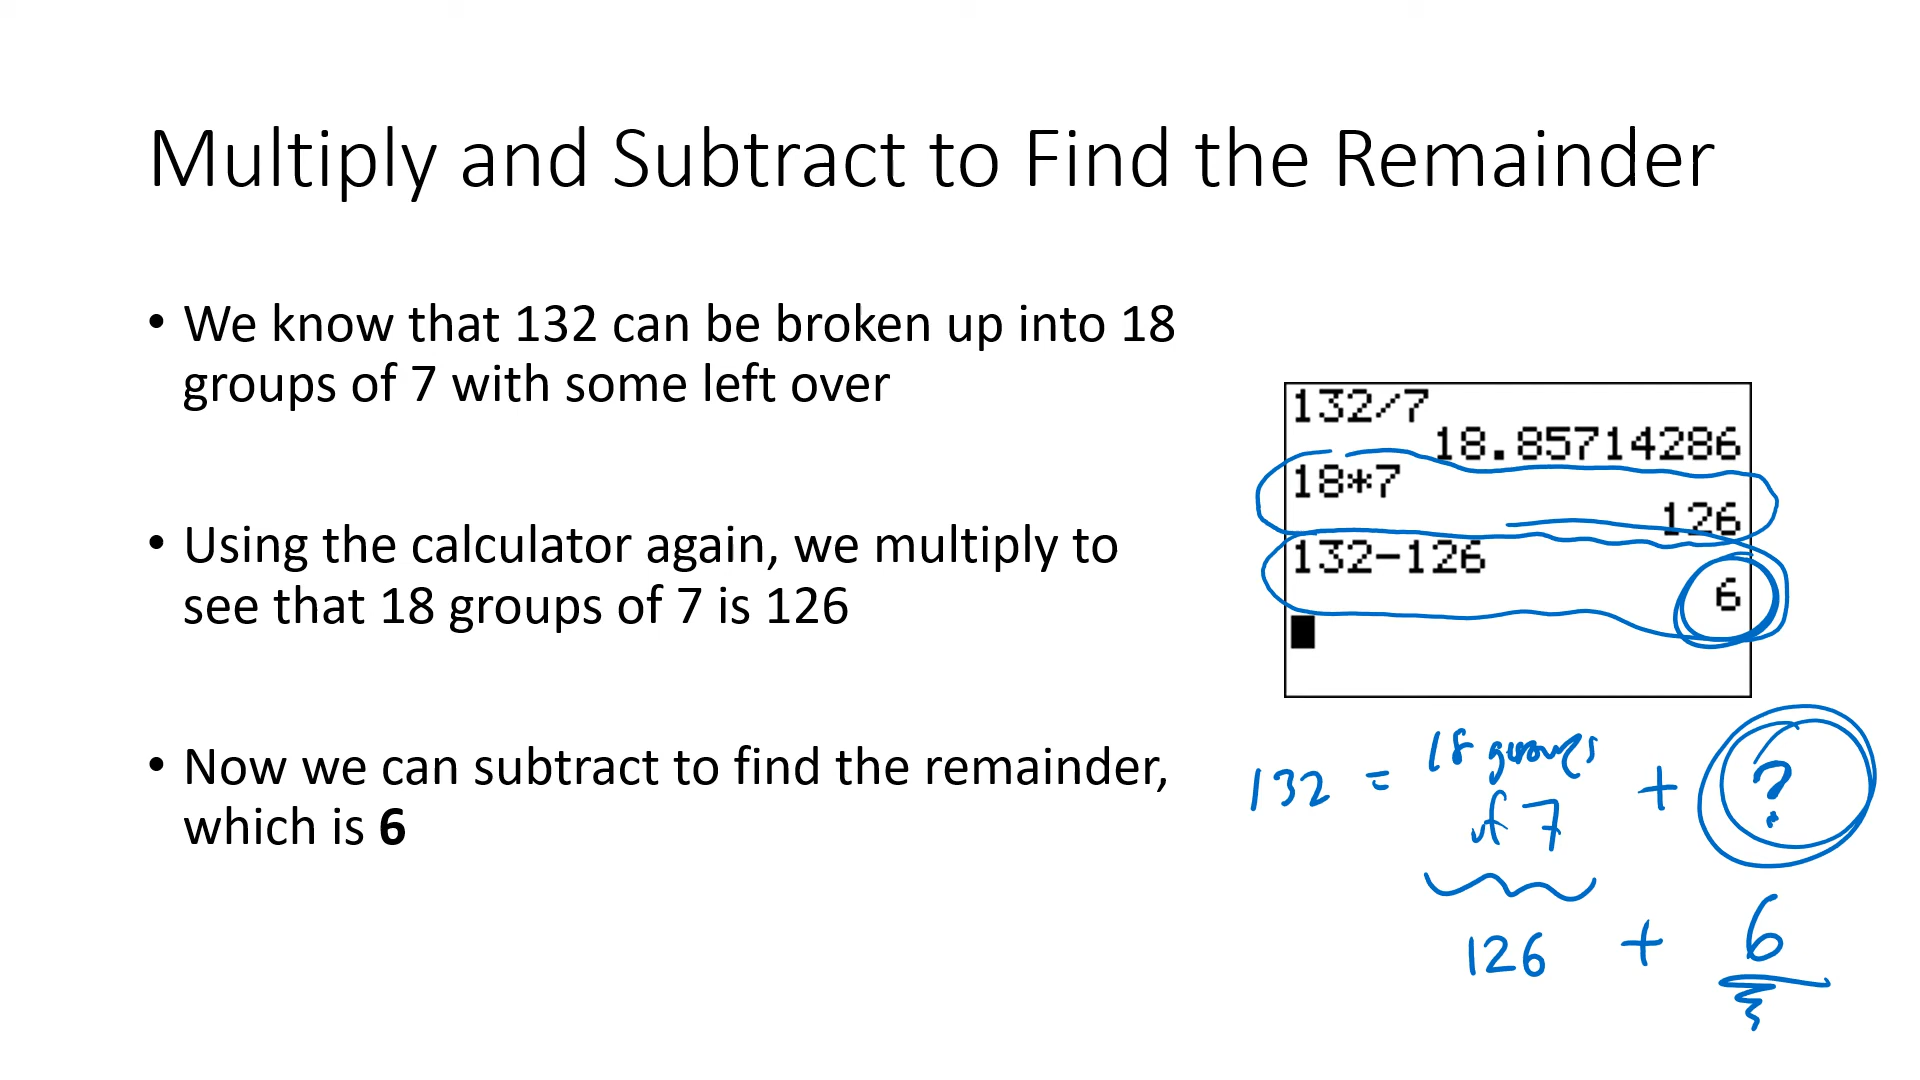 Multiply and Subtract to Find the Remainder
• We know that 132 can be broken up into 18
groups of 7 with some left over
• Using the calculator again, we multiply to
see that 18 groups of 7 is 126
• Now we can subtract to find the remainder,
which is 6
132/7
18.85714286
18*7
126
132-126
6
132 = 18 groups + ?
of 7
126 + 6